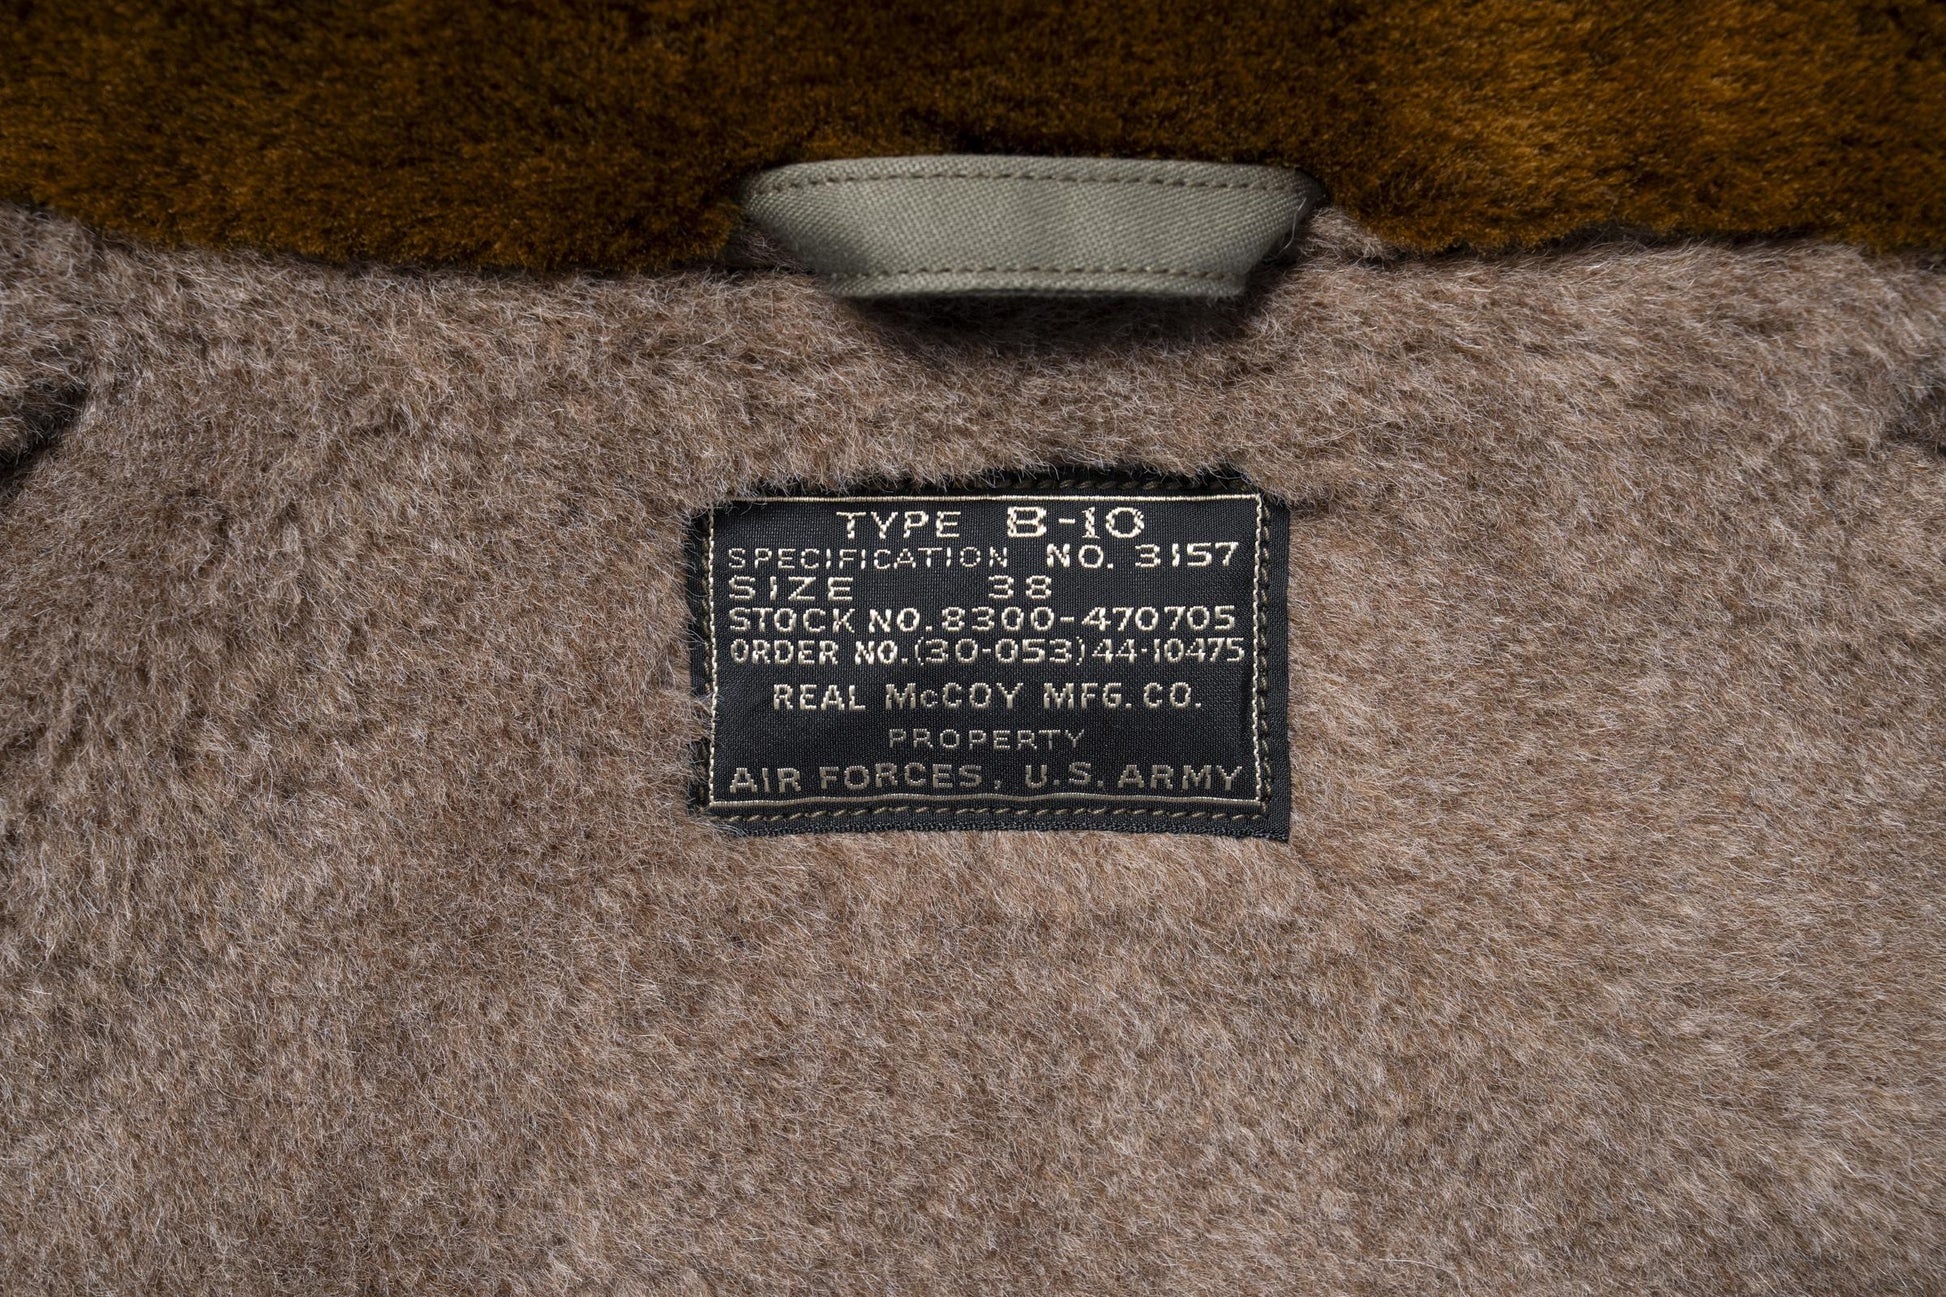 TYPE B-10
SPECIFICATION NO. 3157
SIZE 38
STOCK NO. 8300-470705
ORDER NO. (30-053) 44-10475
REAL McCOY MFG. CO.
PROPERTY
AIR FORCES, U.S. ARMY